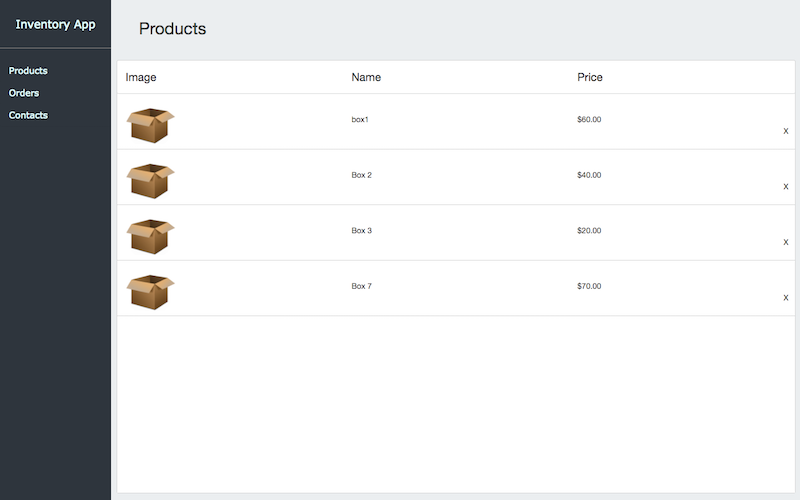 Inventory App
Products
Orders
Contacts
Products
Image Name Price
box1 $60.00 x
Box 2 $40.00 x
Box 3 $20.00 x
Box 7 $70.00 x